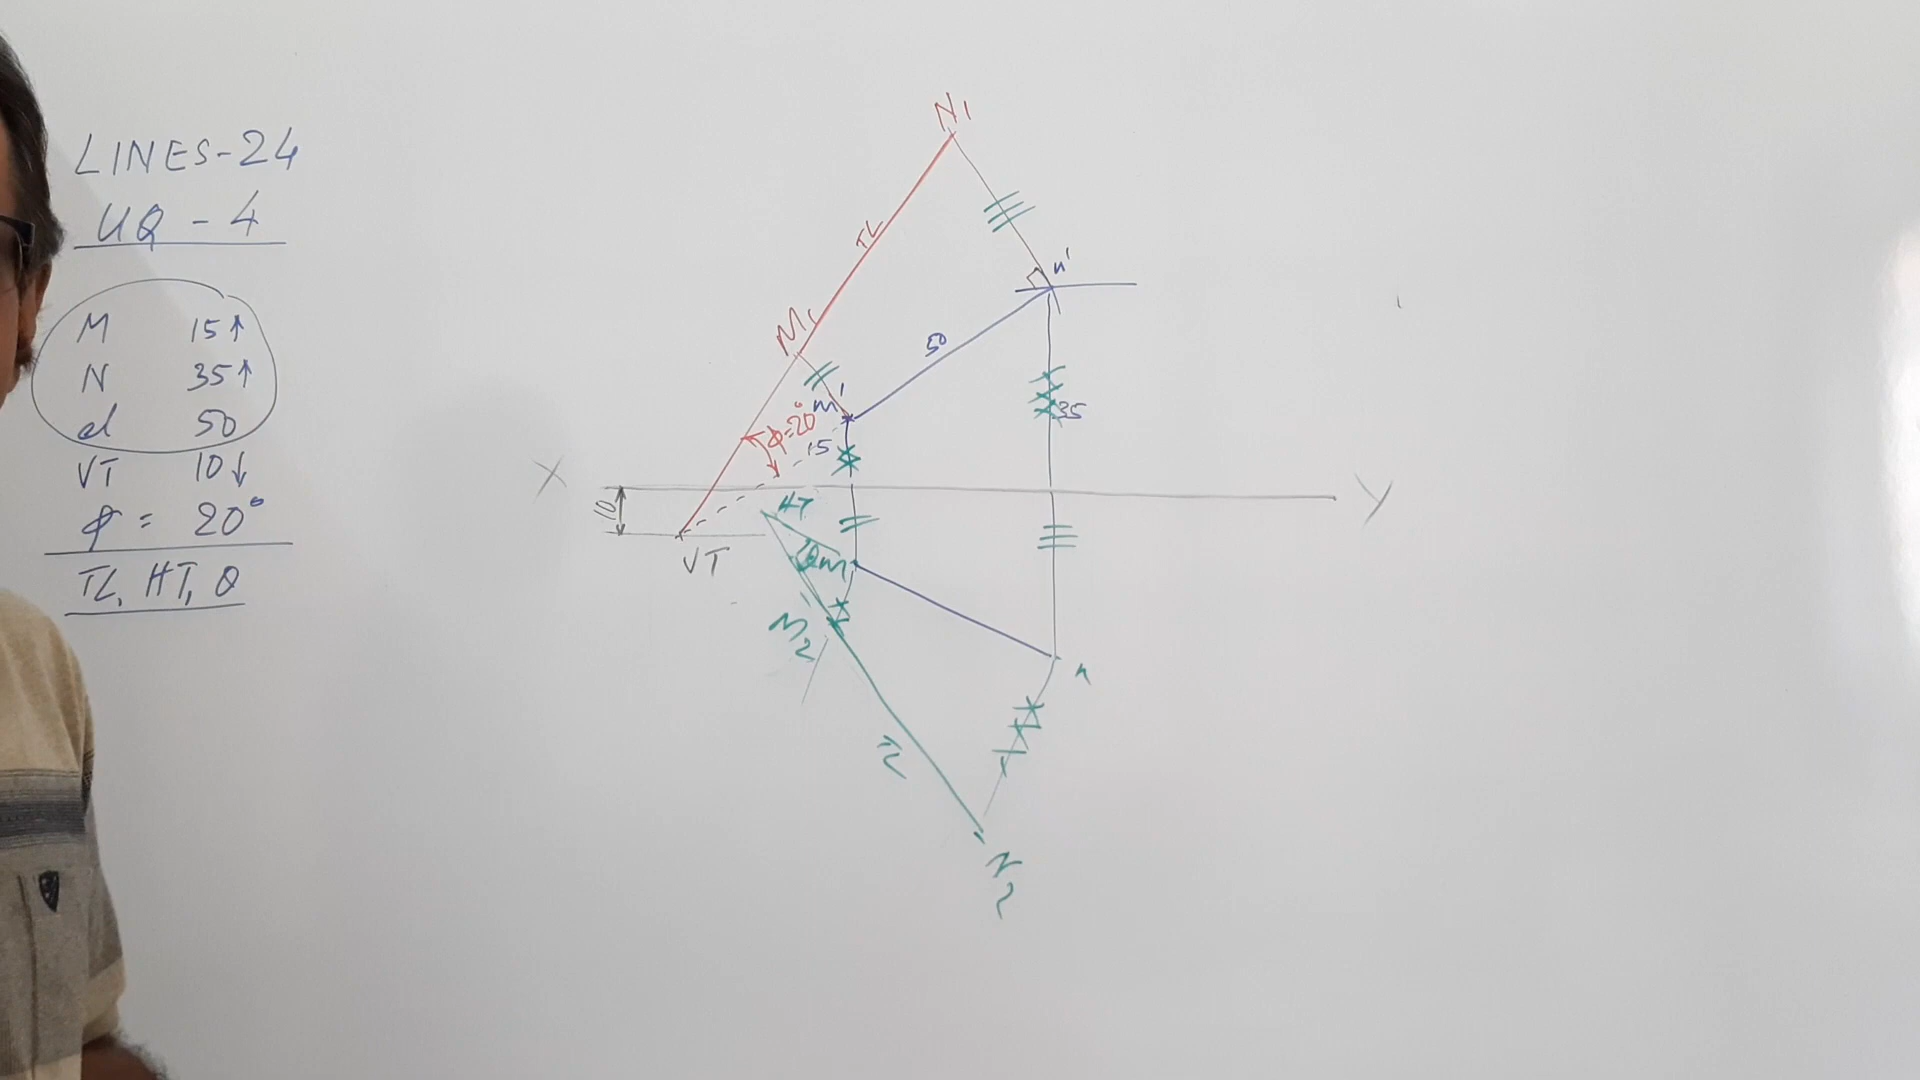 LINES-24
UQ - 4
M 15↑
N 35↑
d 50
VT 10↓
φ = 20°
TL, HT, θ
N1
TL
n'
M1
50
m'
35
φ=20°
15
X
Y
10
HT
VT
θ m
M2
n
TL
N2